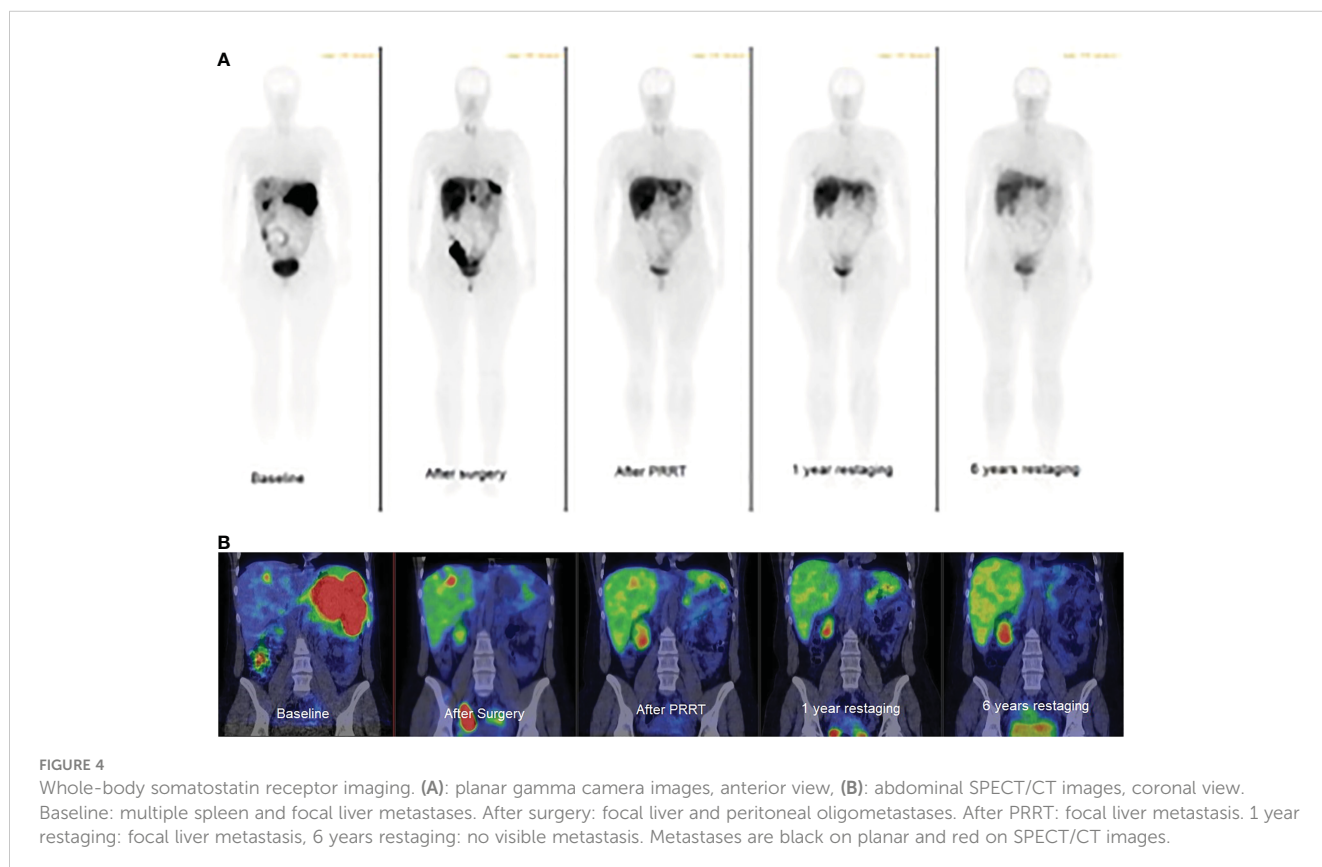 A
Baseline
After surgery
After PRRT
1 year restaging
6 years restaging
B
Baseline
After Surgery
After PRRT
1 year restaging
6 years restaging
FIGURE 4
Whole-body somatostatin receptor imaging. (A): planar gamma camera images, anterior view, (B): abdominal SPECT/CT images, coronal view.
Baseline: multiple spleen and focal liver metastases. After surgery: focal liver and peritoneal oligometastases. After PRRT: focal liver metastasis. 1 year
restaging: focal liver metastasis, 6 years restaging: no visible metastasis. Metastases are black on planar and red on SPECT/CT images.